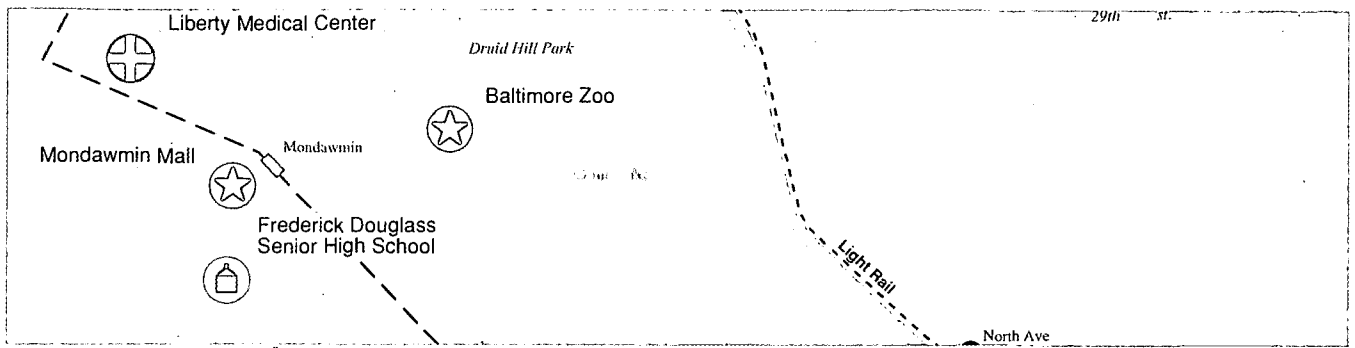 Liberty Medical Center
29th st.
Druid Hill Park
Baltimore Zoo
Mondawmin
Mondawmin Mall
Frederick Douglass
Senior High School
Light Rail
North Ave